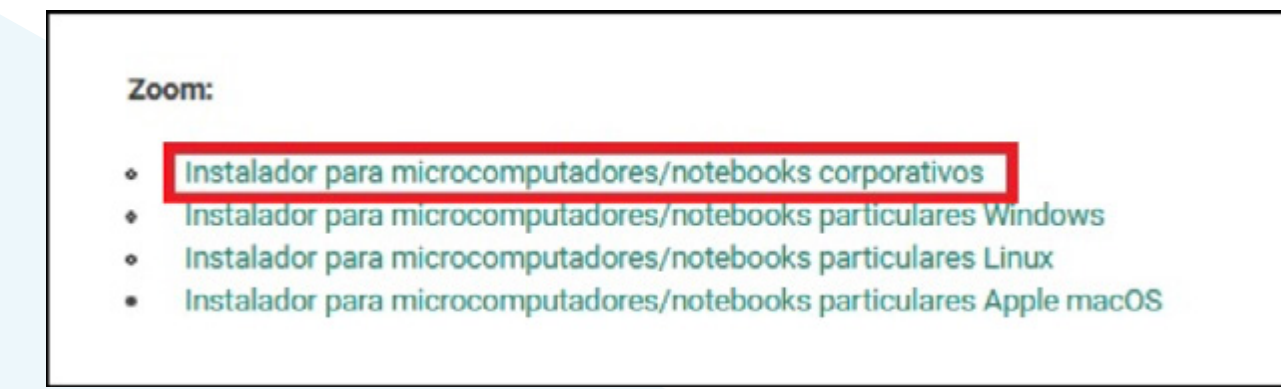 Zoom:
Instalador para microcomputadores/notebooks corporativos
Instalador para microcomputadores/notebooks particulares Windows
Instalador para microcomputadores/notebooks particulares Linux
Instalador para microcomputadores/notebooks particulares Apple macOS